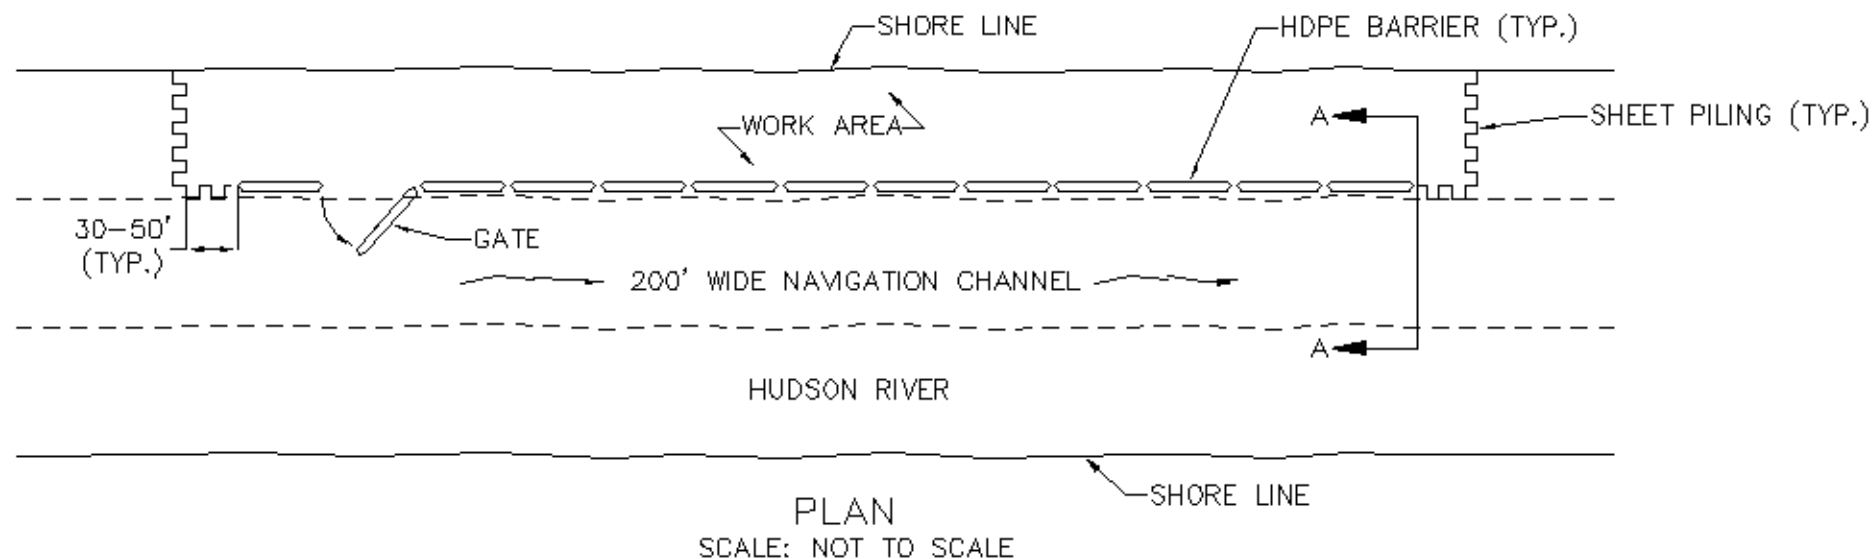 SHORE LINE
HDPE BARRIER (TYP.)
WORK AREA
A
SHEET PILING (TYP.)
30-50'
(TYP.)
GATE
200' WIDE NAVIGATION CHANNEL
A
HUDSON RIVER
SHORE LINE
PLAN
SCALE: NOT TO SCALE